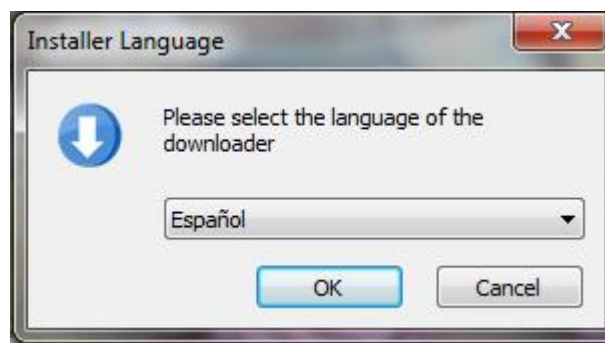 Installer Language
Please select the language of the
downloader
Español
OK
Cancel